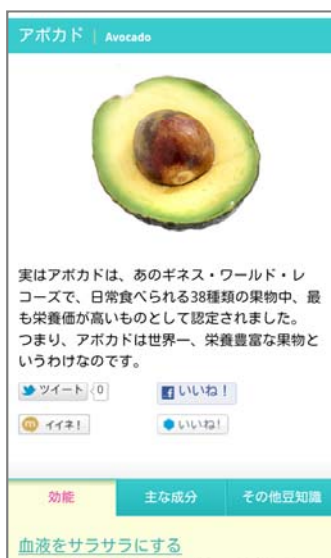 アボカド | Avocado
実はアボカドは、あのギネス・ワールド・レ
コーズで、日常食べられる38種類の果物中、最
も栄養価が高いものとして認定されました。
つまり、アボカドは世界一、栄養豊富な果物と
いうわけなのです。
ツイート 0 いいね！
m イイネ！ いいね！
効能 主な成分 その他豆知識
血液をサラサラにする